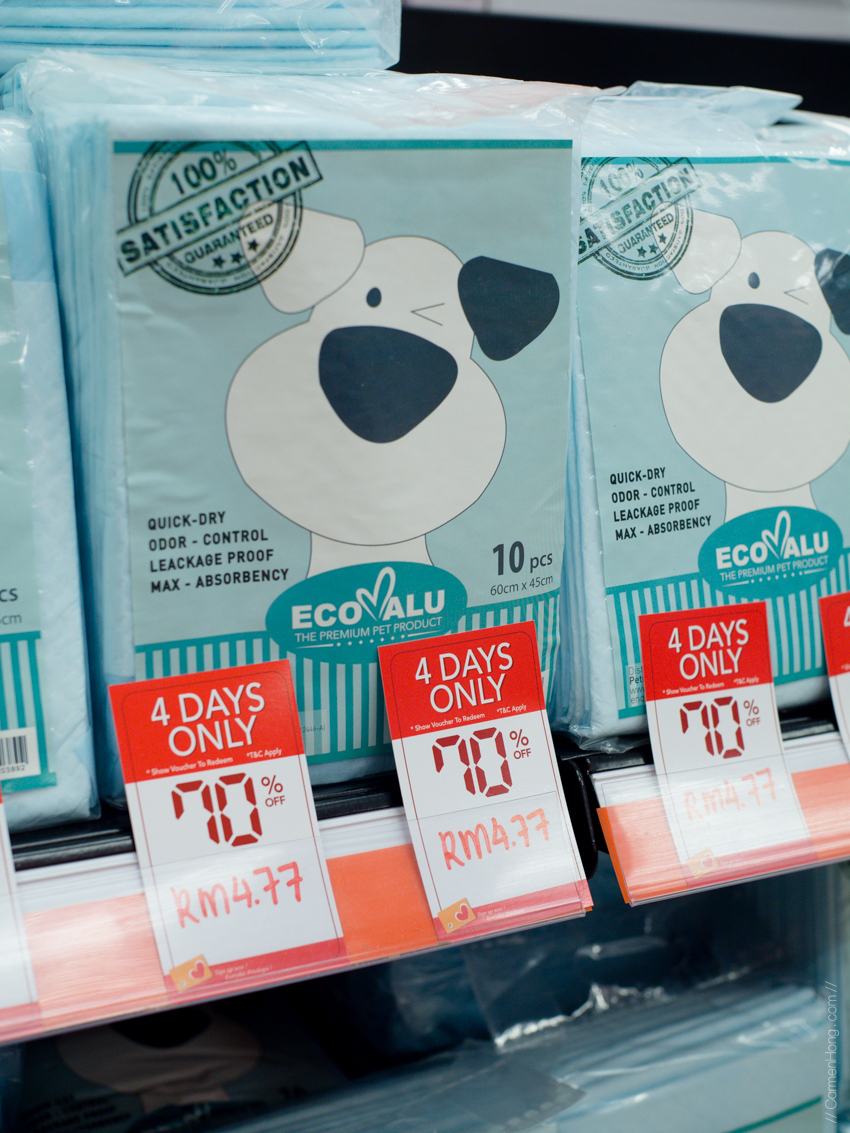 100%
SATISFACTION
GUARANTEED
QUICK-DRY
ODOR - CONTROL
LEACKAGE PROOF
MAX - ABSORBENCY
10 pcs
60cm x 45cm
ECOVALU
THE PREMIUM PET PRODUCT
100%
SATISFACTION
GUARANTEED
QUICK-DRY
ODOR - CONTROL
LEACKAGE PROOF
MAX - ABSORBENCY
ECOVALU
THE PREMIUM PET PRODUCT
4 DAYS
ONLY
* Show Voucher To Redeem *T&C Apply
70% OFF
RM4.77
4 DAYS
ONLY
* Show Voucher To Redeem *T&C Apply
70% OFF
RM4.77
4 DAYS
ONLY
* Show Voucher To Redeem *T&C Apply
70% OFF
RM4.77
// CarmenHong.com //